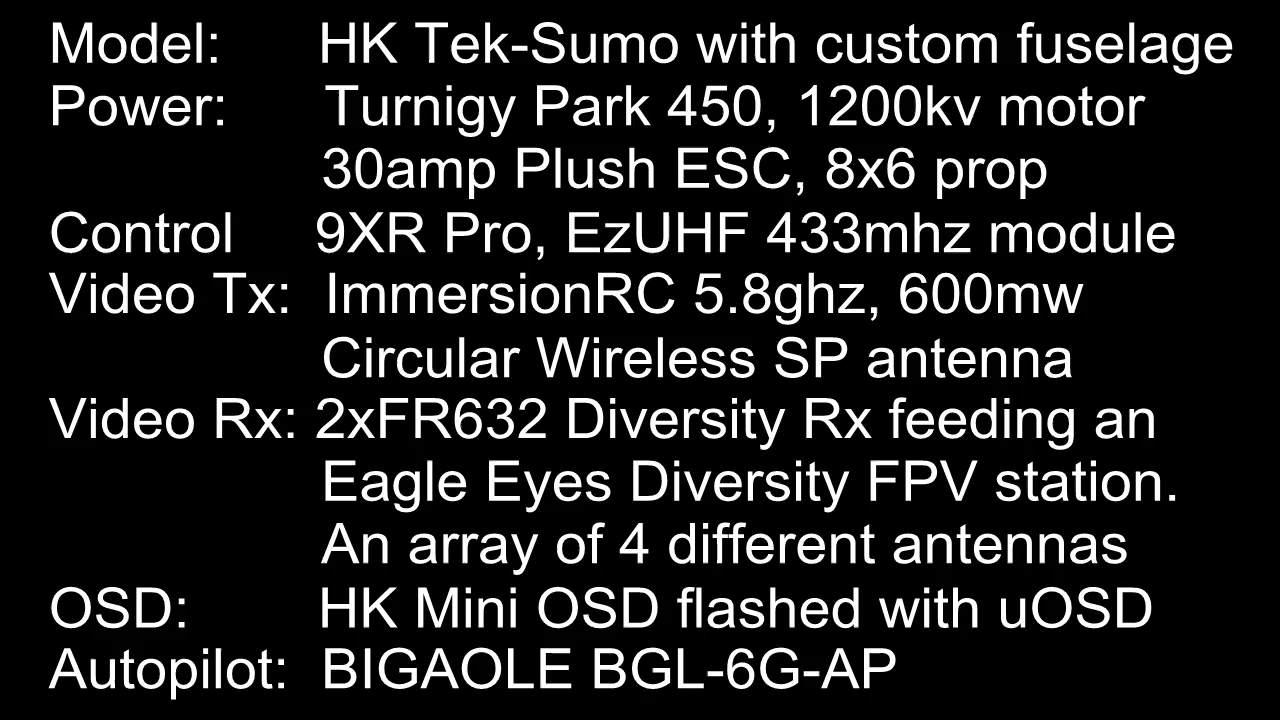 Model: HK Tek-Sumo with custom fuselage
Power: Turnigy Park 450, 1200kv motor
30amp Plush ESC, 8x6 prop
Control 9XR Pro, EzUHF 433mhz module
Video Tx: ImmersionRC 5.8ghz, 600mw
Circular Wireless SP antenna
Video Rx: 2xFR632 Diversity Rx feeding an
Eagle Eyes Diversity FPV station.
An array of 4 different antennas
OSD: HK Mini OSD flashed with uOSD
Autopilot: BIGAOLE BGL-6G-AP